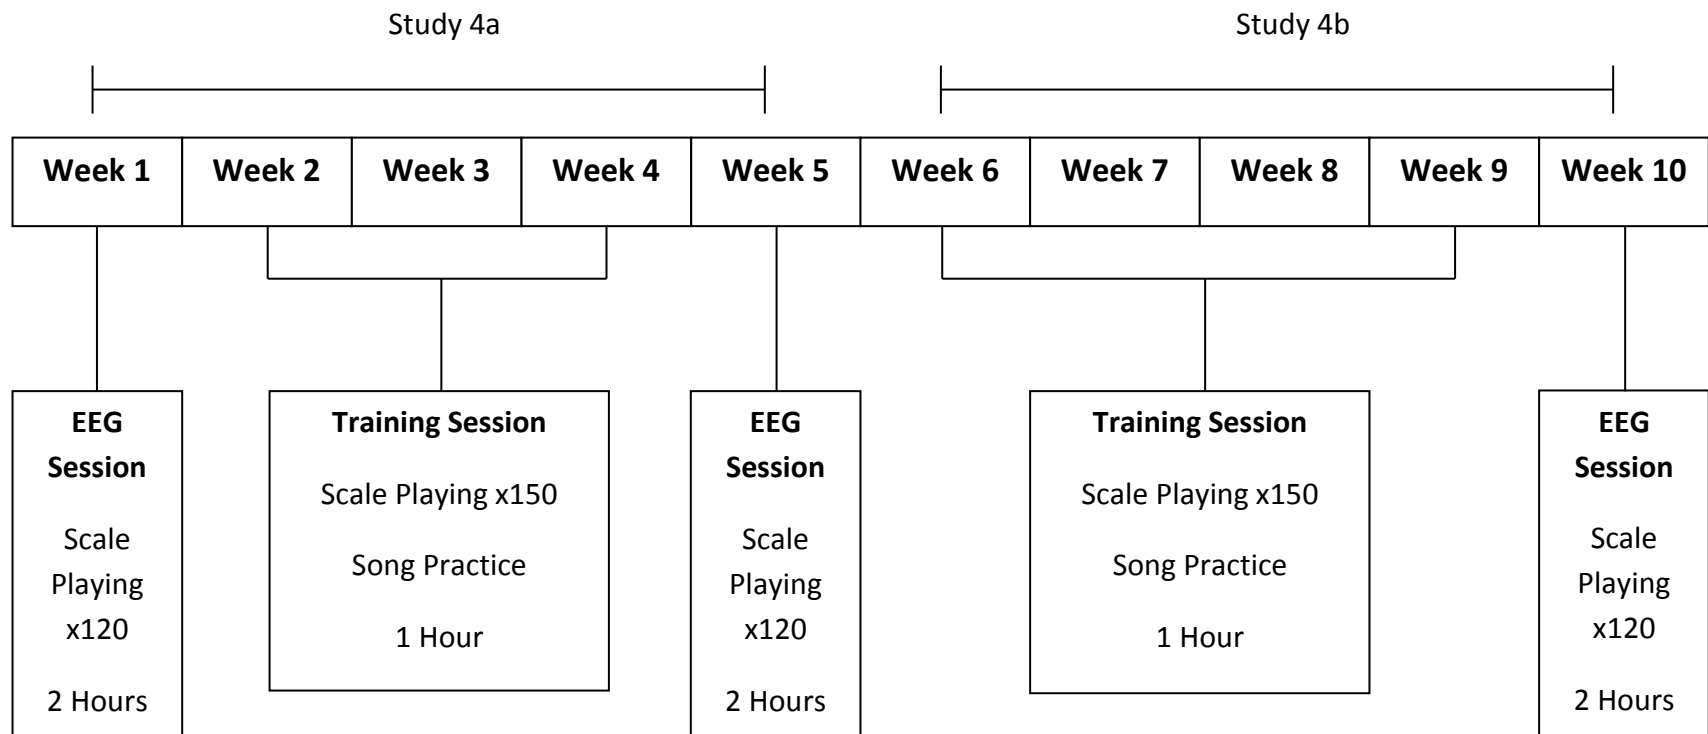 Study 4a
Study 4b
Week 1
Week 2
Week 3
Week 4
Week 5
Week 6
Week 7
Week 8
Week 9
Week 10
EEG
Session
Scale
Playing
x120
2 Hours
Training Session
Scale Playing x150
Song Practice
1 Hour
EEG
Session
Scale
Playing
x120
2 Hours
Training Session
Scale Playing x150
Song Practice
1 Hour
EEG
Session
Scale
Playing
x120
2 Hours